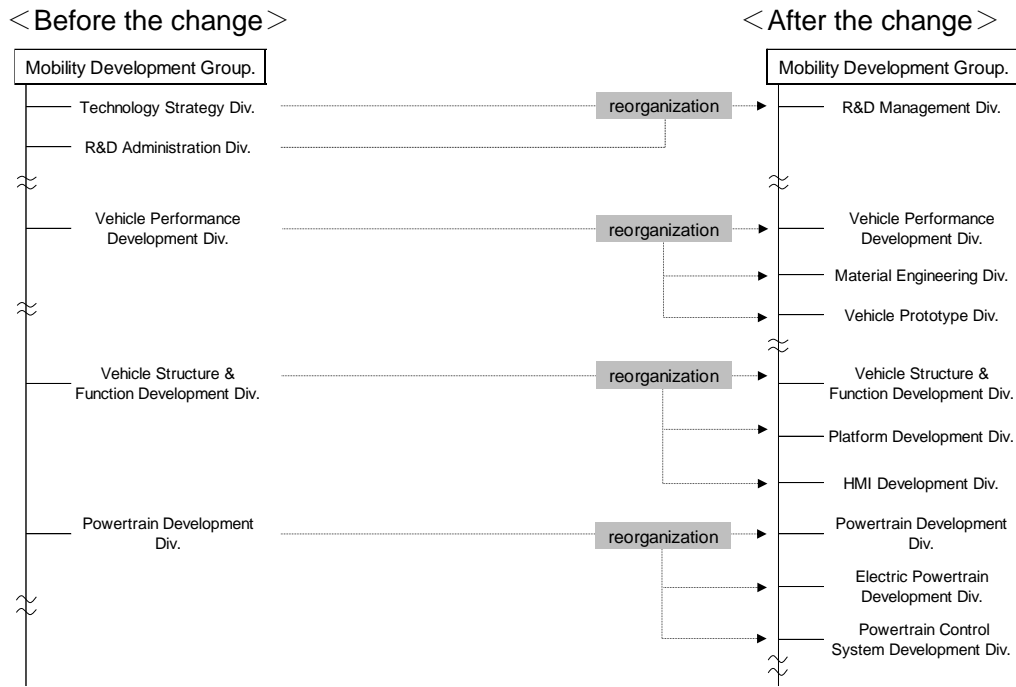 ＜Before the change＞
＜After the change＞
Mobility Development Group.
Mobility Development Group.
Technology Strategy Div.
reorganization
R&D Management Div.
R&D Administration Div.
Vehicle Performance
Development Div.
reorganization
Vehicle Performance
Development Div.
Material Engineering Div.
Vehicle Prototype Div.
Vehicle Structure &
Function Development Div.
reorganization
Vehicle Structure &
Function Development Div.
Platform Development Div.
HMI Development Div.
Powertrain Development
Div.
reorganization
Powertrain Development
Div.
Electric Powertrain
Development Div.
Powertrain Control
System Development Div.